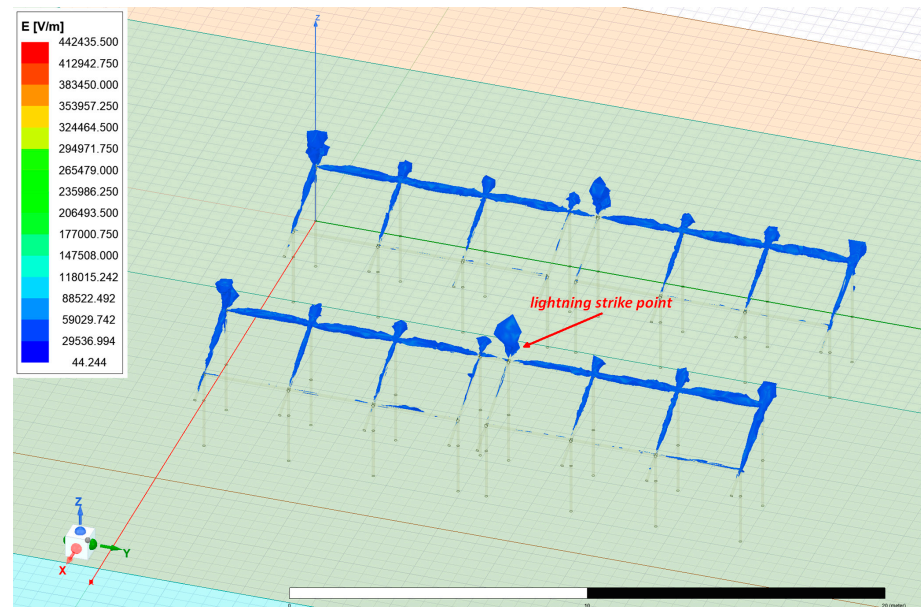 E [V/m]
442435.500
412942.750
383450.000
353957.250
324464.500
294971.750
265479.000
235986.250
206493.500
177000.750
147508.000
118015.242
88522.492
59029.742
29536.994
44.244
Z
lightning strike point
Z
Y
X
0
10
20 (meter)